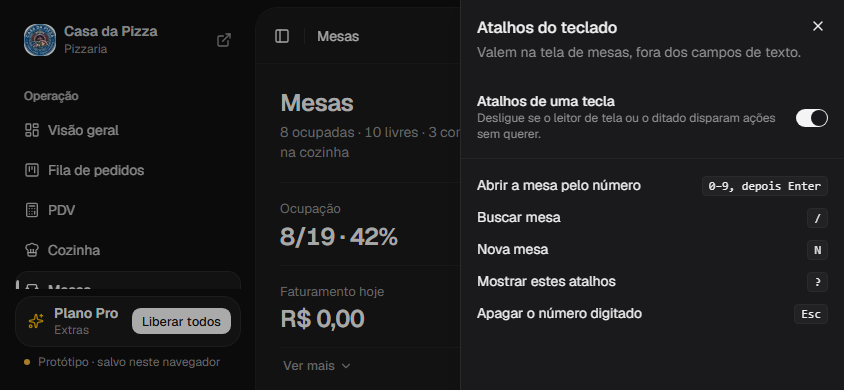 Casa da Pizza
Pizzaria
Operação
Visão geral
Fila de pedidos
PDV
Cozinha
Mesas
Plano Pro
Extras
Liberar todos
Protótipo · salvo neste navegador
Mesas
Mesas
8 ocupadas · 10 livres · 3 con
na cozinha
Ocupação
8/19 · 42%
Faturamento hoje
R$ 0,00
Ver mais
Atalhos do teclado
Valem na tela de mesas, fora dos campos de texto.
Atalhos de uma tecla
Desligue se o leitor de tela ou o ditado disparam ações
sem querer.
Abrir a mesa pelo número
0–9, depois Enter
Buscar mesa
/
Nova mesa
N
Mostrar estes atalhos
?
Apagar o número digitado
Esc